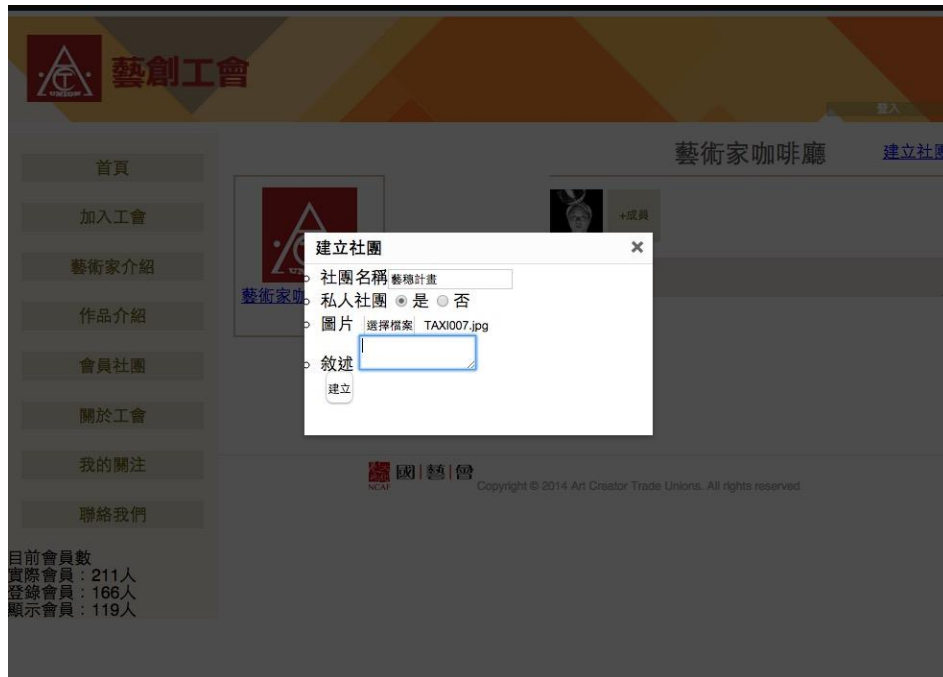 UNION
藝創工會
登入
藝術家咖啡廳
建立社團
首頁
加入工會
藝術家介紹
作品介紹
會員社團
關於工會
我的關注
聯絡我們
目前會員數
實際會員：211人
登錄會員：166人
顯示會員：119人
藝術家咖
+成員
建立社團
×
社團名稱 藝穗計畫
私人社團 是 否
圖片 選擇檔案 TAXI007.jpg
敘述
建立
NCAF 國|藝|會
Copyright © 2014 Art Creator Trade Unions. All rights reserved